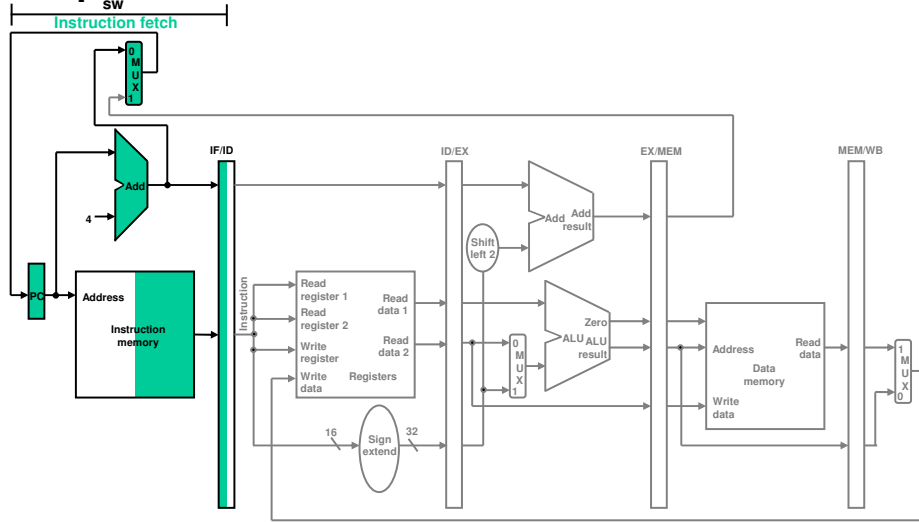 sw
Instruction fetch
0
M
U
X
1
IF/ID
ID/EX
EX/MEM
MEM/WB
Add
4
Add
Add
result
Shift
left 2
PC
Address
Instruction
memory
Instruction
Read
register 1
Read
register 2
Write
register
Write
data
Registers
Read
data 1
Read
data 2
0
M
U
X
1
Zero
ALU
ALU
result
Address
Read
data
Data
memory
Write
data
1
M
U
X
0
16
Sign
extend
32